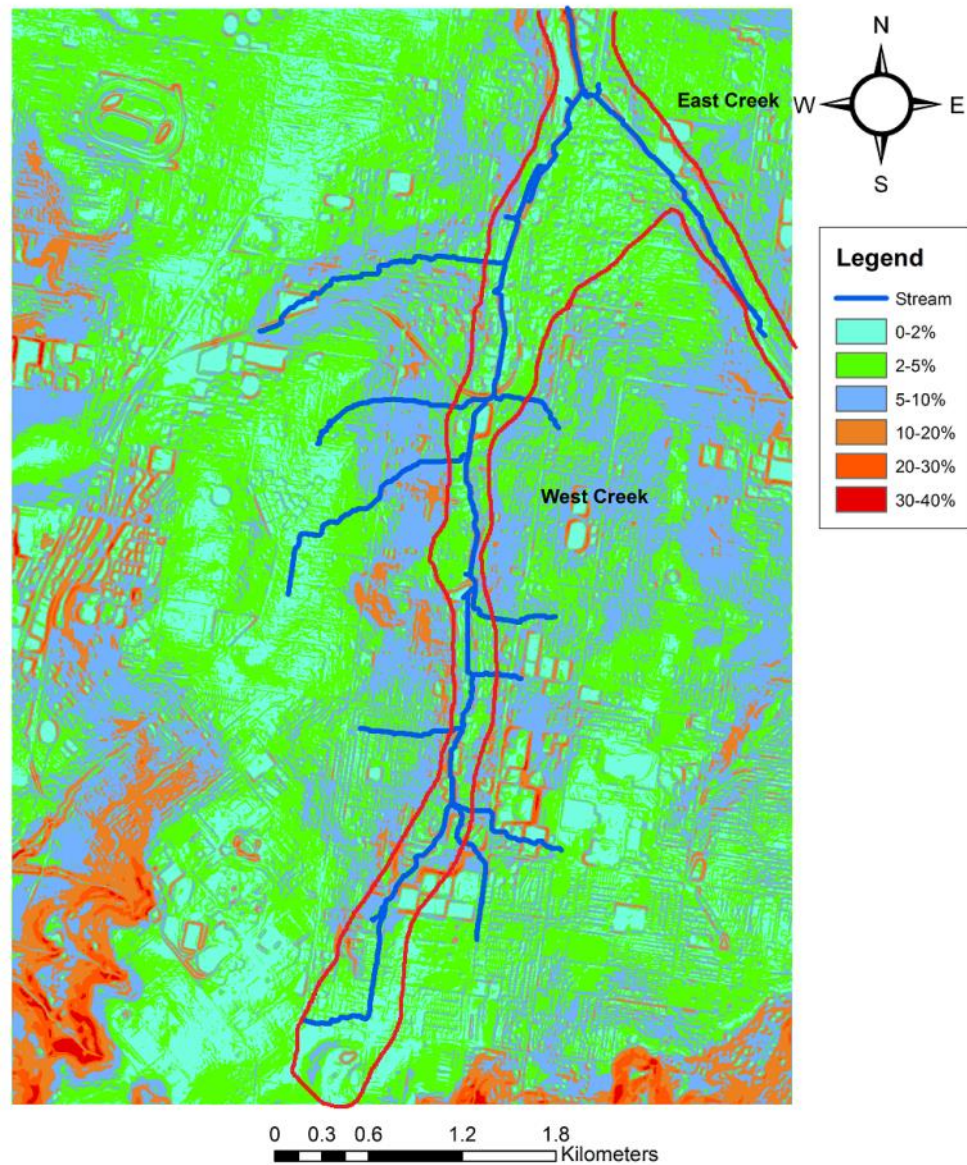 N
East Creek
W
E
S
Legend
Stream
0-2%
2-5%
5-10%
10-20%
20-30%
30-40%
West Creek
0 0.3 0.6 1.2 1.8
Kilometers